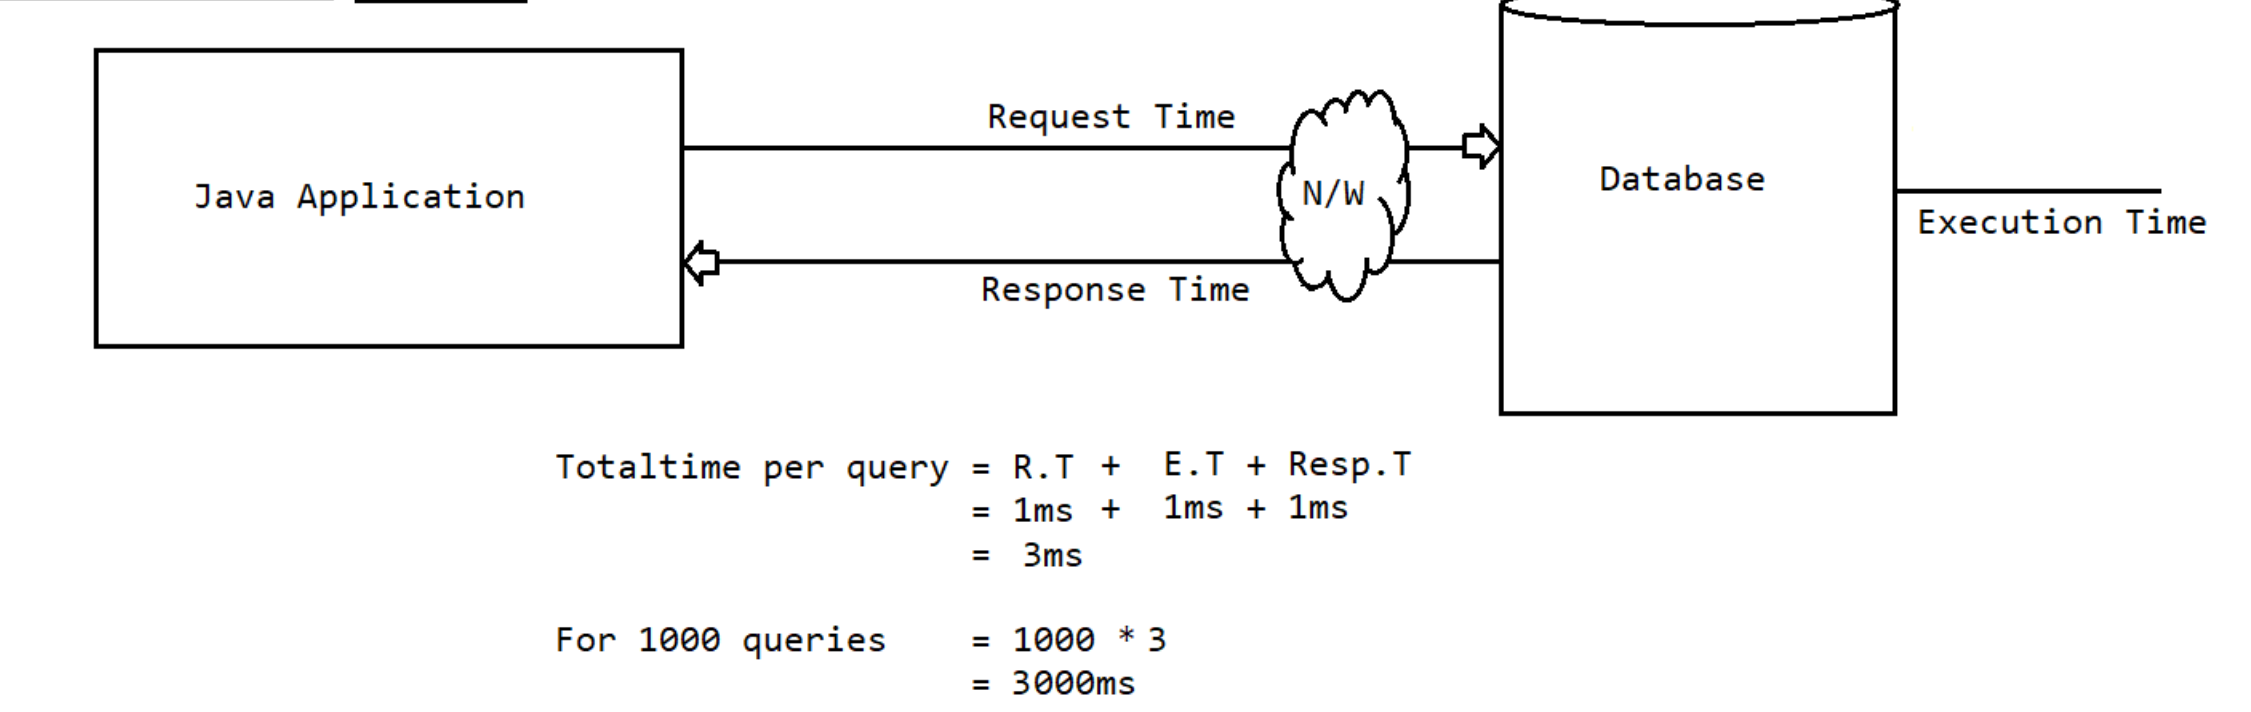 Request Time
Java Application
N/W
Database
Execution Time
Response Time
Totaltime per query = R.T + E.T + Resp.T
= 1ms + 1ms + 1ms
= 3ms
For 1000 queries = 1000 * 3
= 3000ms